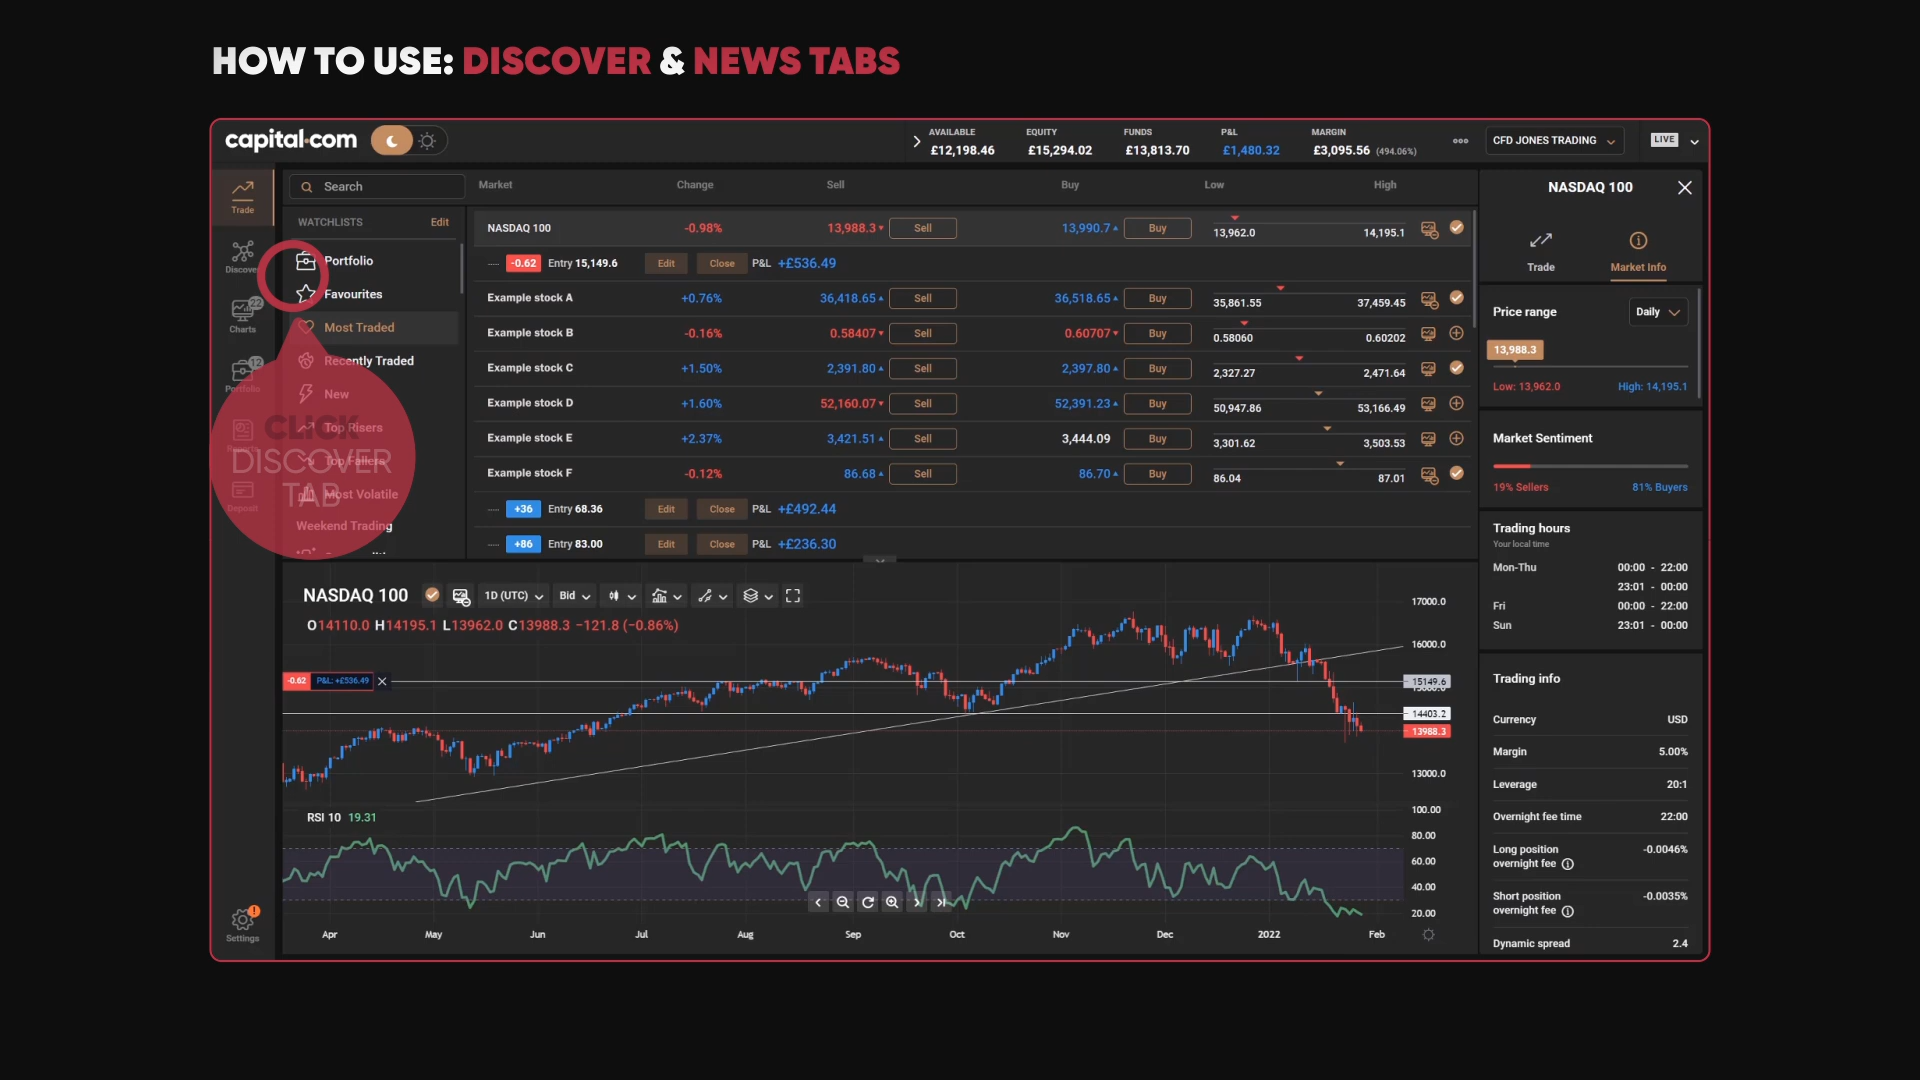 HOW TO USE: DISCOVER & NEWS TABS
capital.com
AVAILABLE
£12,198.46
EQUITY
£15,294.02
FUNDS
£13,813.70
P&L
£1,480.32
MARGIN
£3,095.56 (494.06%)
CFD JONES TRADING
LIVE
Trade
Discover
22
Charts
12
Portfolio
Deposit
!
Settings
Search
WATCHLISTS Edit
Portfolio
Favourites
Most Traded
Recently Traded
New
Top Risers
Top Fallers
Most Volatile
Weekend Trading
CLICK
DISCOVER
TAB
Market Change Sell Buy Low High
NASDAQ 100 -0.98% 13,988.3 Sell 13,990.7 Buy 13,962.0 14,195.1
-0.62 Entry 15,149.6 Edit Close P&L +£536.49
Example stock A +0.76% 36,418.65 Sell 36,518.65 Buy 35,861.55 37,459.45
Example stock B -0.16% 0.58407 Sell 0.60707 Buy 0.58060 0.60202
Example stock C +1.50% 2,391.80 Sell 2,397.80 Buy 2,327.27 2,471.64
Example stock D +1.60% 52,160.07 Sell 52,391.23 Buy 50,947.86 53,166.49
Example stock E +2.37% 3,421.51 Sell 3,444.09 Buy 3,301.62 3,503.53
Example stock F -0.12% 86.68 Sell 86.70 Buy 86.04 87.01
+36 Entry 68.36 Edit Close P&L +£492.44
+86 Entry 83.00 Edit Close P&L +£236.30
NASDAQ 100 1D (UTC) Bid
O14110.0 H14195.1 L13962.0 C13988.3 −121.8 (−0.86%)
-0.62 P&L: +£536.49
17000.0
16000.0
15149.6
14403.2
13988.3
13000.0
RSI 10 19.31
100.00
80.00
60.00
40.00
20.00
Apr May Jun Jul Aug Sep Oct Nov Dec 2022 Feb
NASDAQ 100
Trade Market Info
Price range Daily
13,988.3
Low: 13,962.0 High: 14,195.1
Market Sentiment
19% Sellers 81% Buyers
Trading hours
Your local time
Mon-Thu 00:00 - 22:00
23:01 - 00:00
Fri 00:00 - 22:00
Sun 23:01 - 00:00
Trading info
Currency USD
Margin 5.00%
Leverage 20:1
Overnight fee time 22:00
Long position -0.0046%
overnight fee
Short position -0.0035%
overnight fee
Dynamic spread 2.4